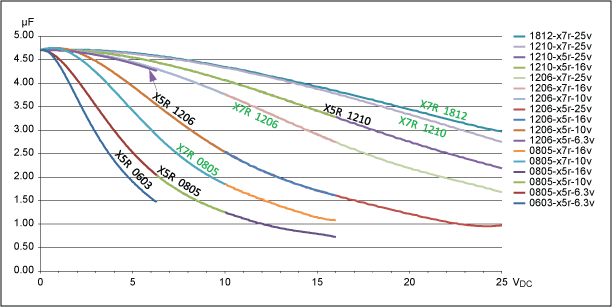 µF
5.00
4.50
4.00
3.50
3.00
2.50
2.00
1.50
1.00
0.50
0.00
0
5
10
15
20
25
VDC
X5R 0603
X5R 0805
X7R 0805
X5R 1206
X7R 1206
X5R 1210
X7R 1210
X7R 1812
1812-x7r-25v
1210-x7r-25v
1210-x5r-25v
1210-x5r-16v
1206-x7r-25v
1206-x7r-16v
1206-x7r-10v
1206-x5r-25v
1206-x5r-16v
1206-x5r-10v
1206-x5r-6.3v
0805-x7r-16v
0805-x7r-10v
0805-x5r-16v
0805-x5r-10v
0805-x5r-6.3v
0603-x5r-6.3v